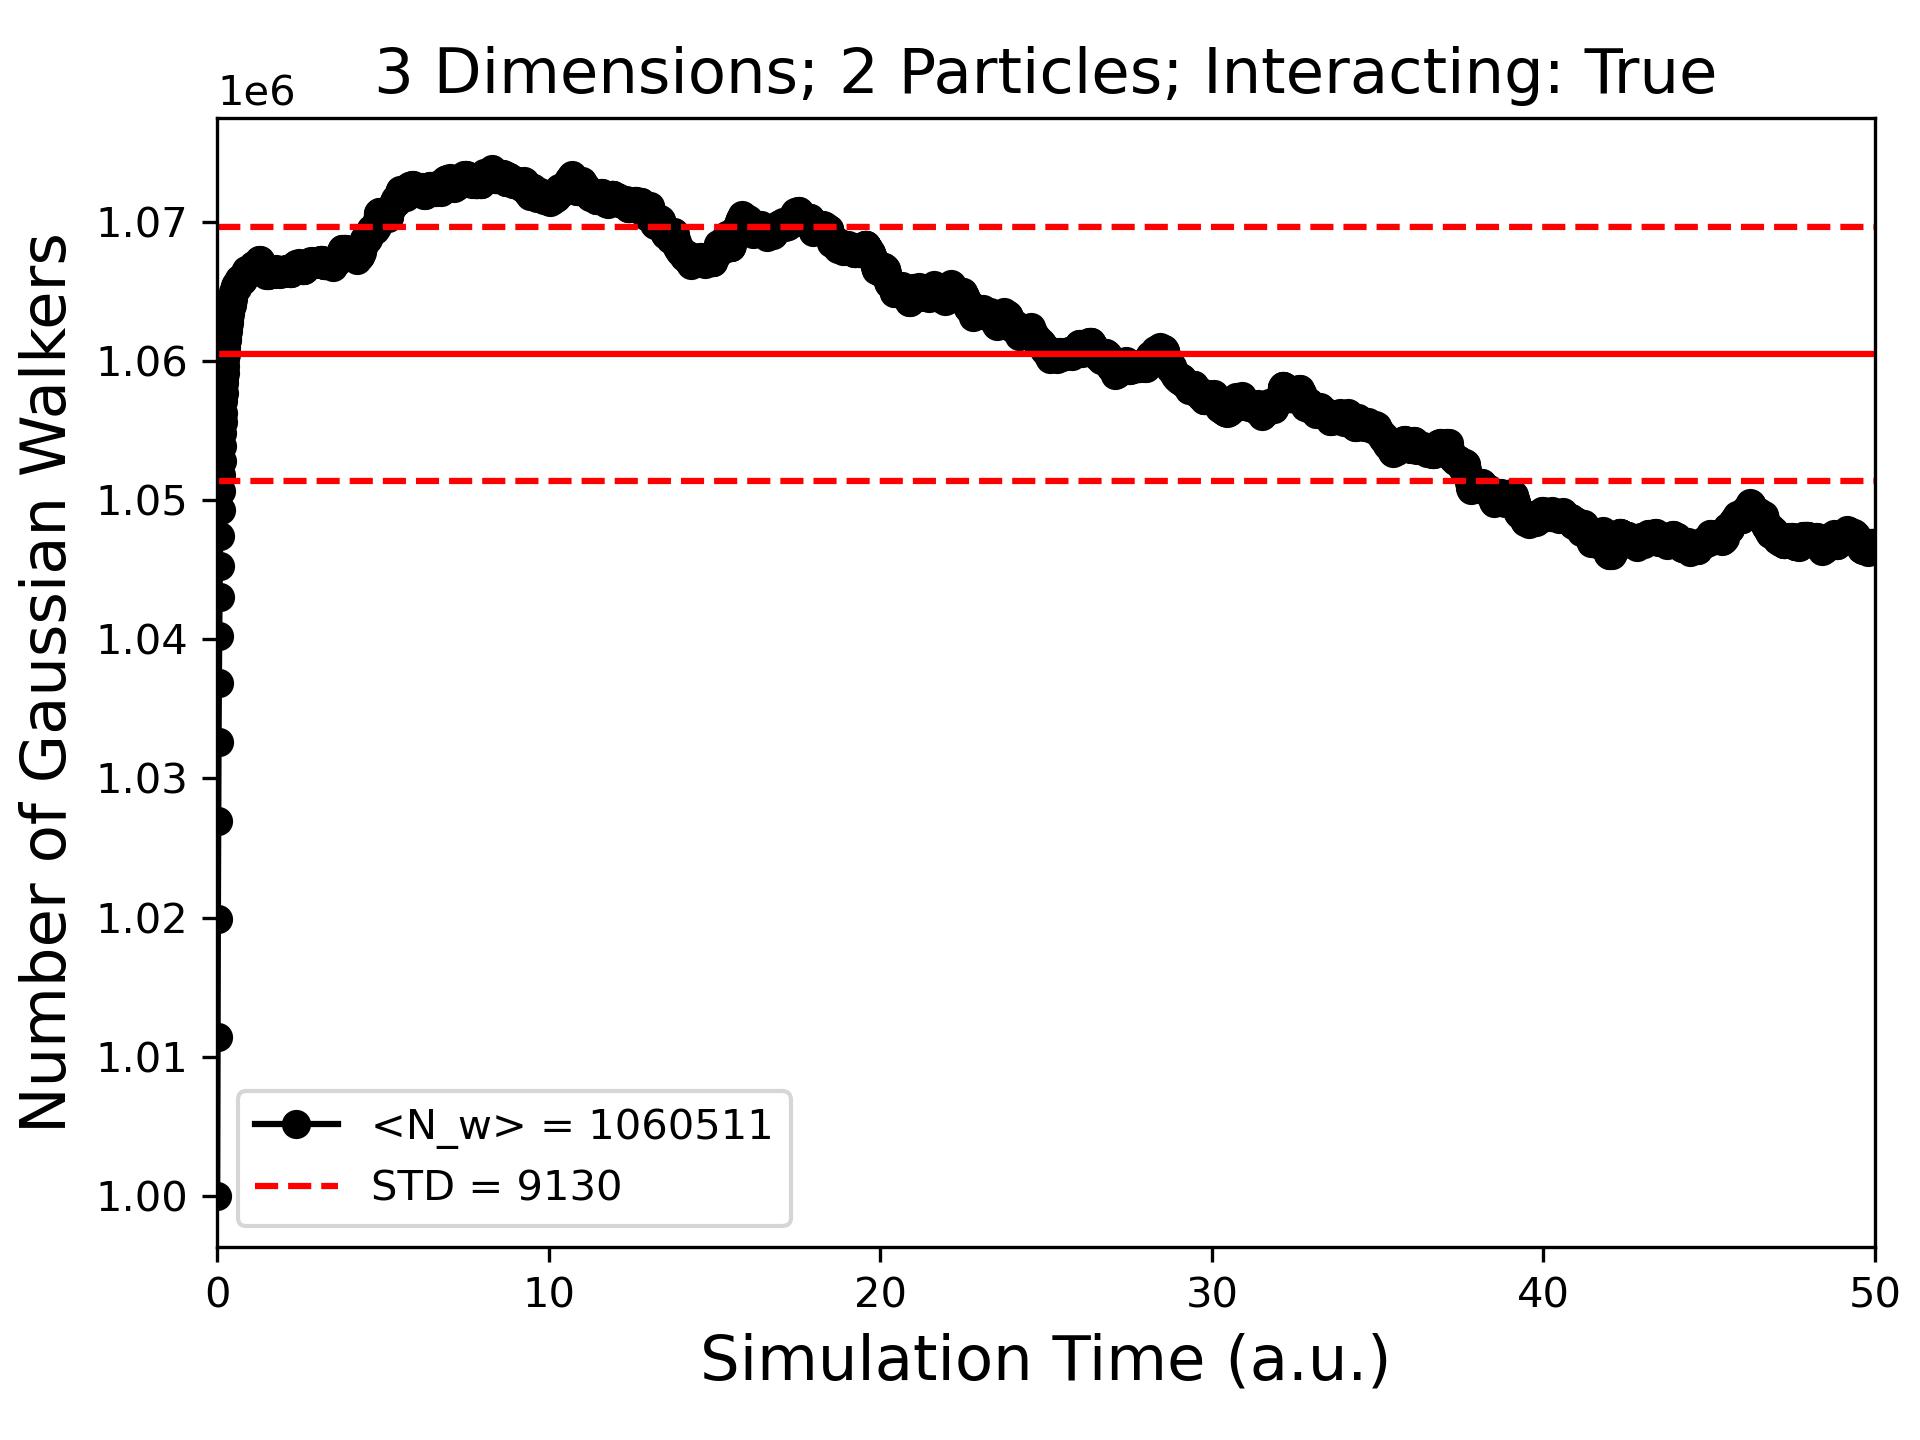 3 Dimensions; 2 Particles; Interacting: True
1e6
1.07
1.06
1.05
1.04
1.03
1.02
1.01
1.00
Number of Gaussian Walkers
<N_w> = 1060511
STD = 9130
0 10 20 30 40 50
Simulation Time (a.u.)